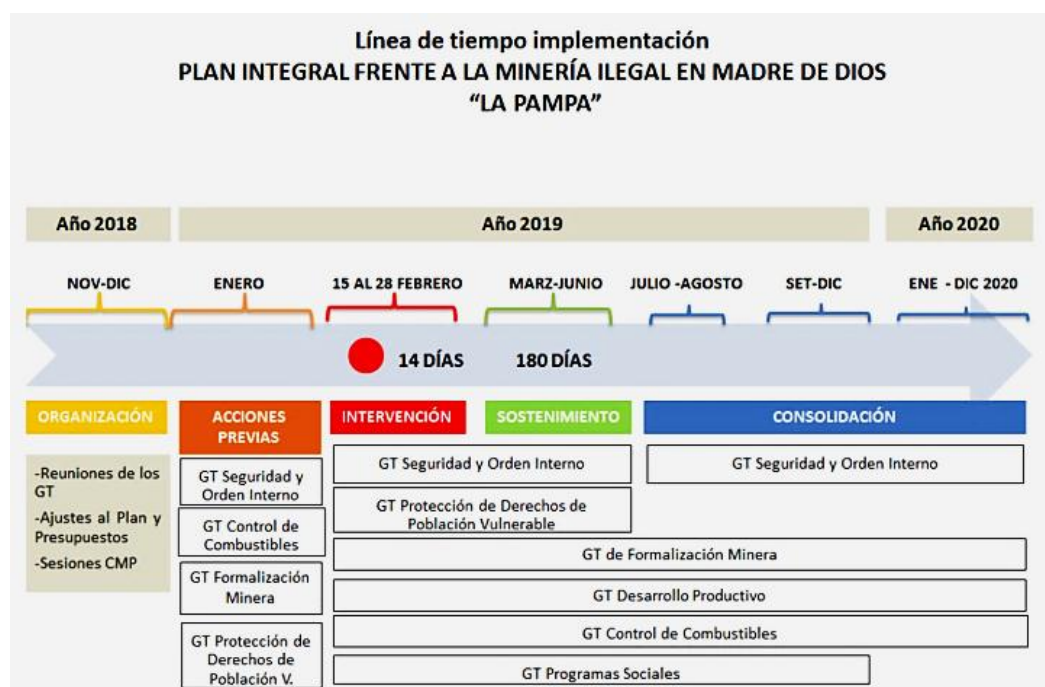 Línea de tiempo implementación
PLAN INTEGRAL FRENTE A LA MINERÍA ILEGAL EN MADRE DE DIOS
“LA PAMPA”
Año 2018
Año 2019
Año 2020
NOV-DIC
ENERO
15 AL 28 FEBRERO
MARZ-JUNIO
JULIO -AGOSTO
SET-DIC
ENE - DIC 2020
14 DÍAS
180 DÍAS
ORGANIZACIÓN
ACCIONES
PREVIAS
INTERVENCIÓN
SOSTENIMIENTO
CONSOLIDACIÓN
-Reuniones de los
GT
-Ajustes al Plan y
Presupuestos
-Sesiones CMP
GT Seguridad y
Orden Interno
GT Control de
Combustibles
GT Formalización
Minera
GT Protección de
Derechos de
Población V.
GT Seguridad y Orden Interno
GT Seguridad y Orden Interno
GT Protección de Derechos de
Población Vulnerable
GT de Formalización Minera
GT Desarrollo Productivo
GT Control de Combustibles
GT Programas Sociales